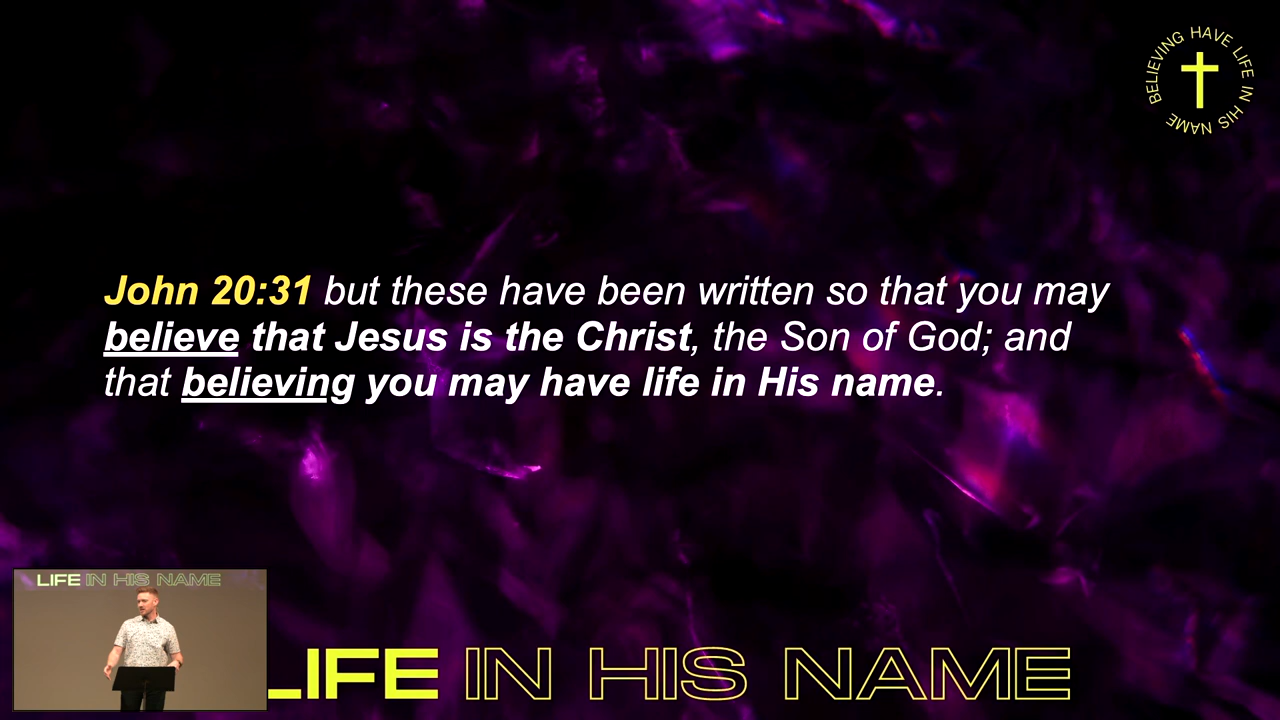 BELIEVING HAVE LIFE IN HIS NAME
John 20:31 but these have been written so that you may
believe that Jesus is the Christ, the Son of God; and
that believing you may have life in His name.
LIFE IN HIS NAME
LIFE IN HIS NAME